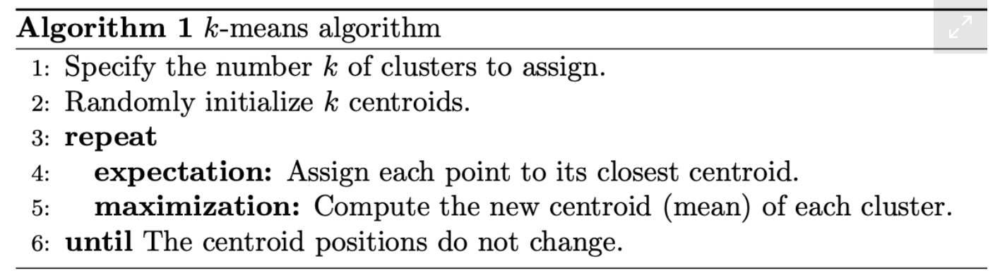 Algorithm 1 k-means algorithm
1: Specify the number k of clusters to assign.
2: Randomly initialize k centroids.
3: repeat
4: expectation: Assign each point to its closest centroid.
5: maximization: Compute the new centroid (mean) of each cluster.
6: until The centroid positions do not change.